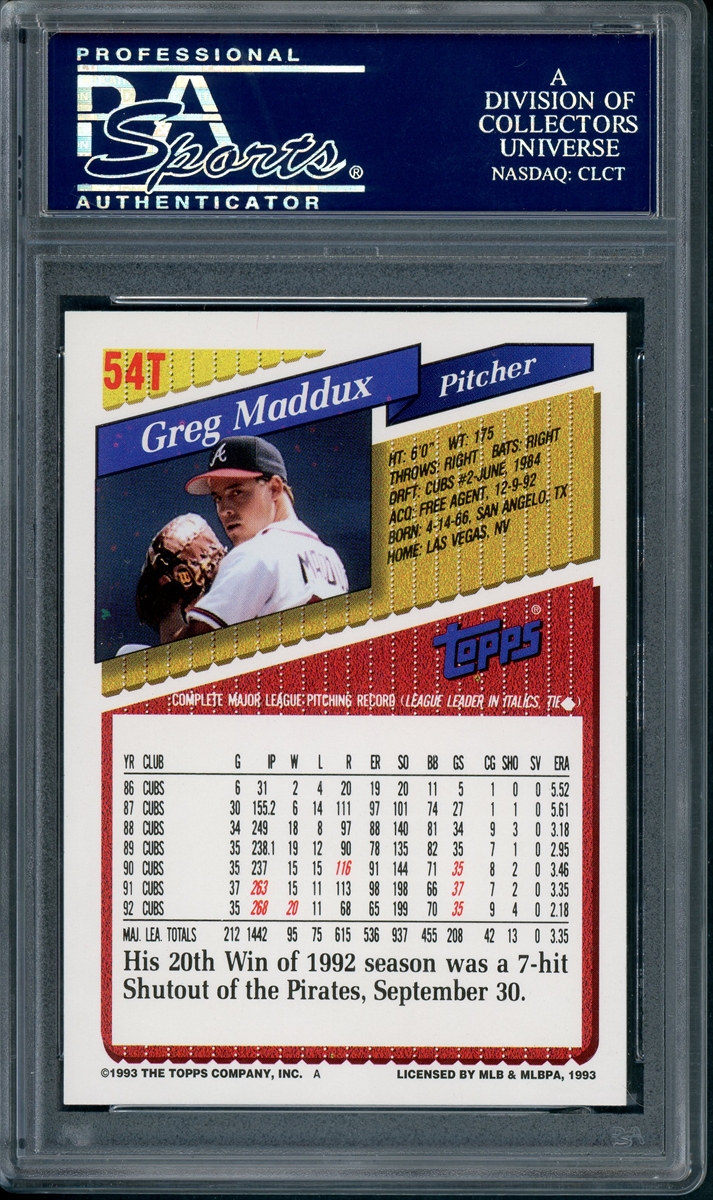 PROFESSIONAL
PSA
Sports®
AUTHENTICATOR
A
DIVISION OF
COLLECTORS
UNIVERSE
NASDAQ: CLCT
54T
Greg Maddux
Pitcher
HT: 6'0" WT: 175
THROWS: RIGHT BATS: RIGHT
DRFT: CUBS #2-JUNE, 1984
ACQ: FREE AGENT, 12-9-92
BORN: 4-14-66, SAN ANGELO, TX
HOME: LAS VEGAS, NV
A
topps®
COMPLETE MAJOR LEAGUE PITCHING RECORD (LEAGUE LEADER IN ITALICS, TIE ◆)
YR CLUB G IP W L R ER SO BB GS CG SHO SV ERA
86 CUBS 6 31 2 4 20 19 20 11 5 1 0 0 5.52
87 CUBS 30 155.2 6 14 111 97 101 74 27 1 1 0 5.61
88 CUBS 34 249 18 8 97 88 140 81 34 9 3 0 3.18
89 CUBS 35 238.1 19 12 90 78 135 82 35 7 1 0 2.95
90 CUBS 35 237 15 15 116 91 144 71 35 8 2 0 3.46
91 CUBS 37 263 15 11 113 98 198 66 37 7 2 0 3.35
92 CUBS 35 268 20 11 68 65 199 70 35 9 4 0 2.18
MAJ. LEA. TOTALS 212 1442 95 75 615 536 937 455 208 42 13 0 3.35
His 20th Win of 1992 season was a 7-hit
Shutout of the Pirates, September 30.
©1993 THE TOPPS COMPANY, INC. A LICENSED BY MLB & MLBPA, 1993
PSA